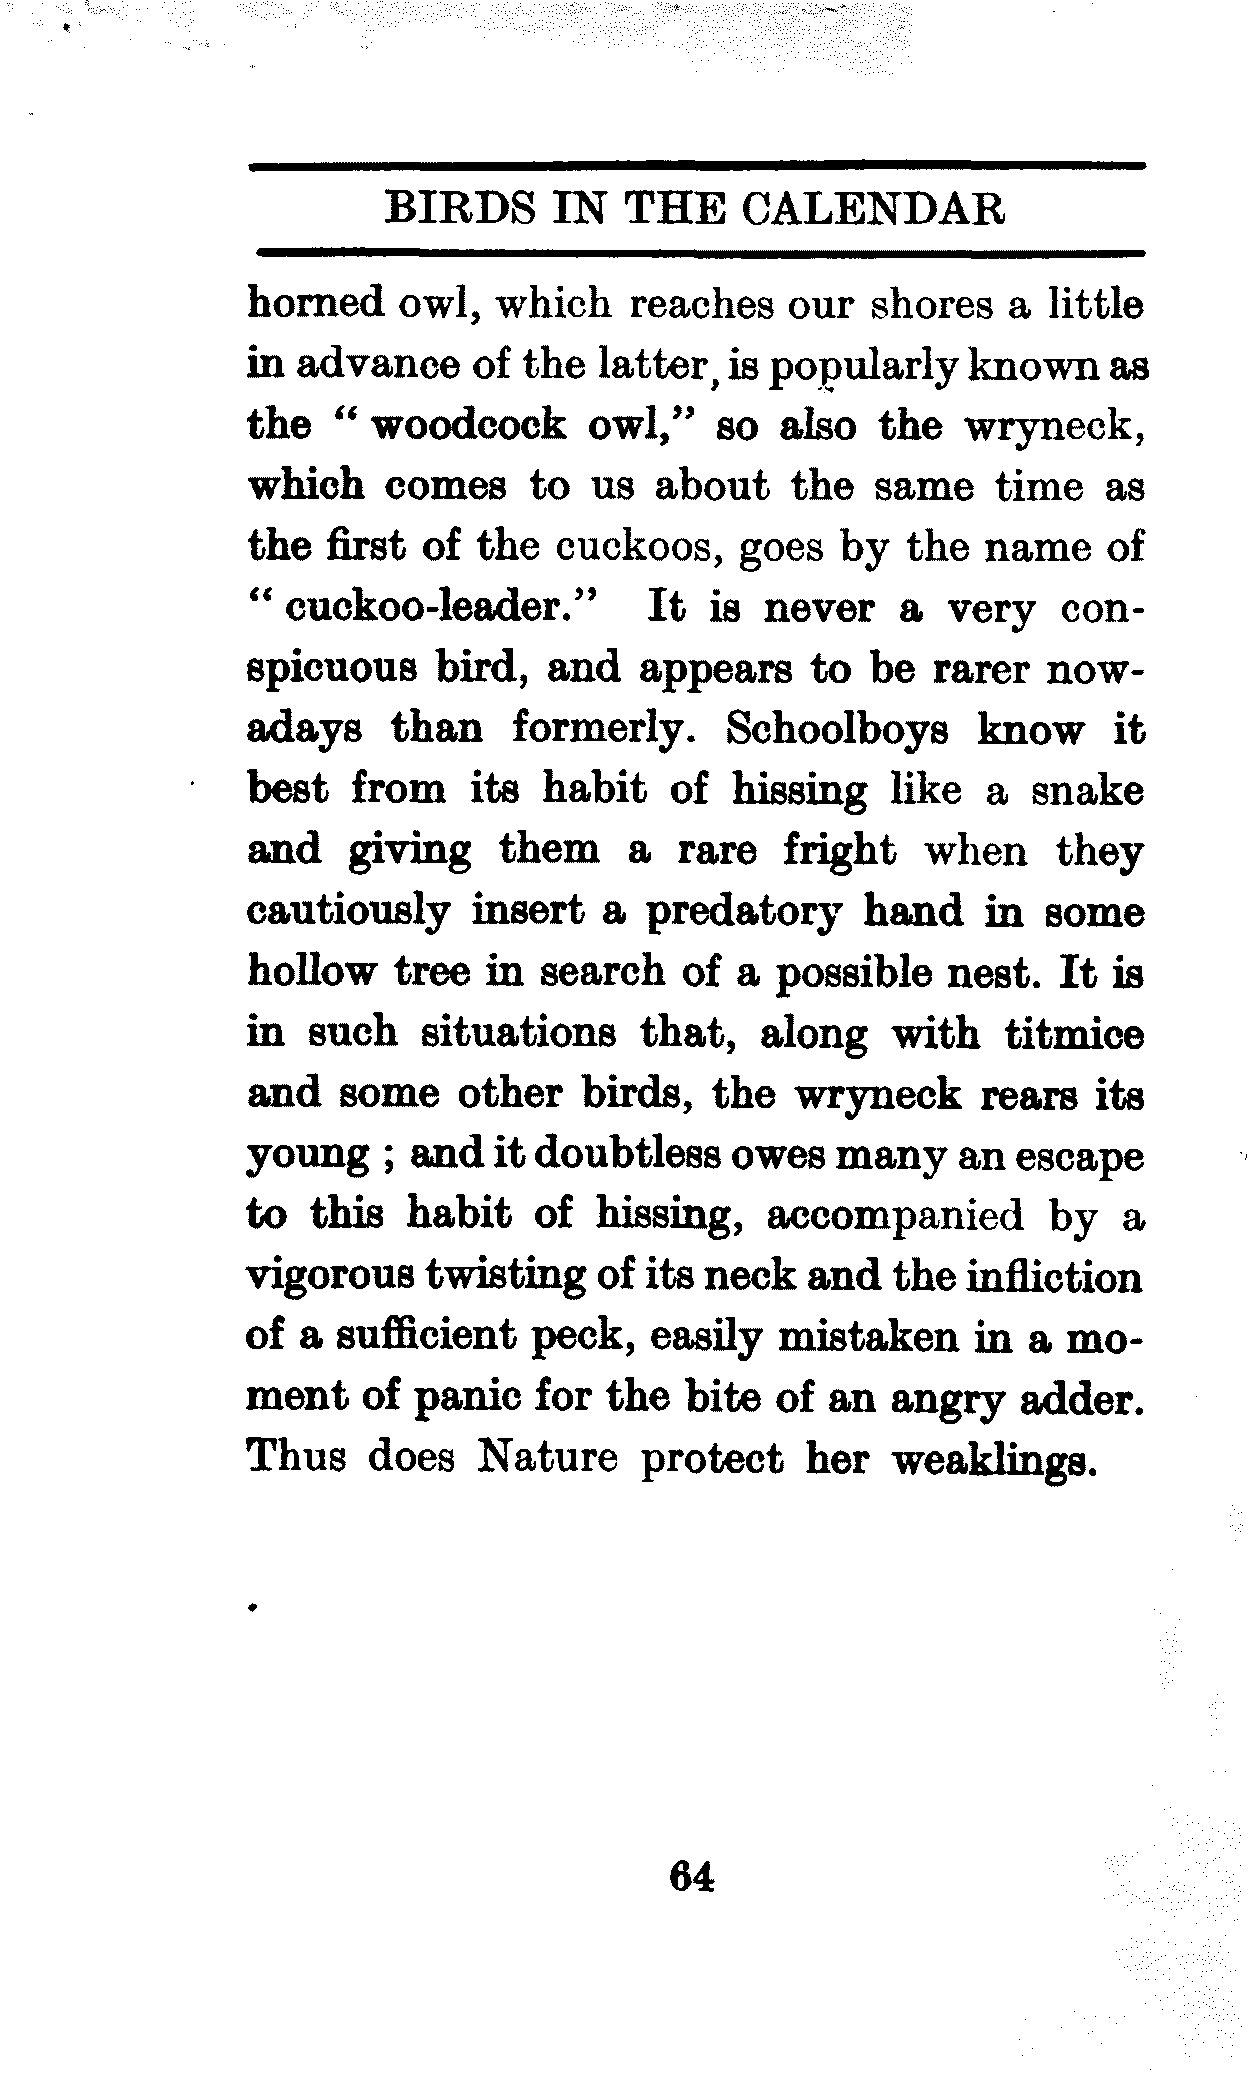 BIRDS IN THE CALENDAR
horned owl, which reaches our shores a little
in advance of the latter, is popularly known as
the " woodcock owl," so also the wryneck,
which comes to us about the same time as
the first of the cuckoos, goes by the name of
" cuckoo-leader." It is never a very con-
spicuous bird, and appears to be rarer now-
adays than formerly. Schoolboys know it
best from its habit of hissing like a snake
and giving them a rare fright when they
cautiously insert a predatory hand in some
hollow tree in search of a possible nest. It is
in such situations that, along with titmice
and some other birds, the wryneck rears its
young ; and it doubtless owes many an escape
to this habit of hissing, accompanied by a
vigorous twisting of its neck and the infliction
of a sufficient peck, easily mistaken in a mo-
ment of panic for the bite of an angry adder.
Thus does Nature protect her weaklings.
64